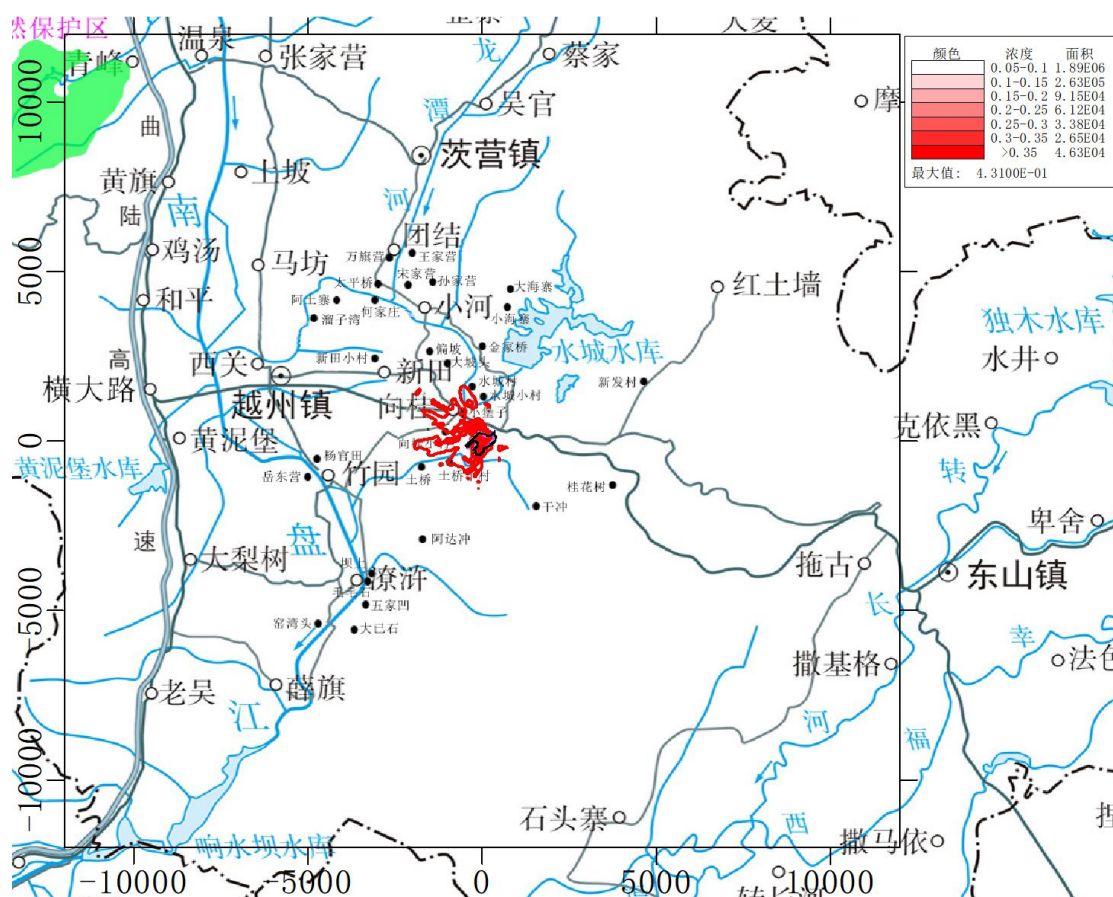 然保护区
温泉
张家营
蔡家
龙
青峰
颜色 浓度 面积
0.05-0.1 1.89E06
0.1-0.15 2.63E05
0.15-0.2 9.15E04
0.2-0.25 6.12E04
0.25-0.3 3.38E04
0.3-0.35 2.65E04
>0.35 4.63E04
最大值: 4.3100E-01
10000
吴官
摩
潭
曲
茨营镇
土坡
黄旗
河
南
陆
鸡汤
团结
万旗营
王家营
马坊
5000
宋家营
太平桥
孙家营
大海寨
红土墙
和平
阿土寨
何家庄
小河
小海寨
溜子湾
独木水库
金家桥
偏坡
水城水库
水井
高
西关
新田小村
大坡头
新田
新发村
横大路
越州镇
水城村
水城小村
向桂
克依黑
0
黄泥堡
杨官田
土桥
转
黄泥堡水库
岳东营
竹园
桂花树
干冲
卑舍
速
盘
阿达冲
大梨树
坝上
潦浒
拖古
东山镇
-5000
五家凹
长
窑湾头
大已石
幸
撒基格
法色
老吴
薛旗
江
河
福
-10000
石头寨
西
响水坝水库
撒马依
-10000
-5000
0
5000
10000